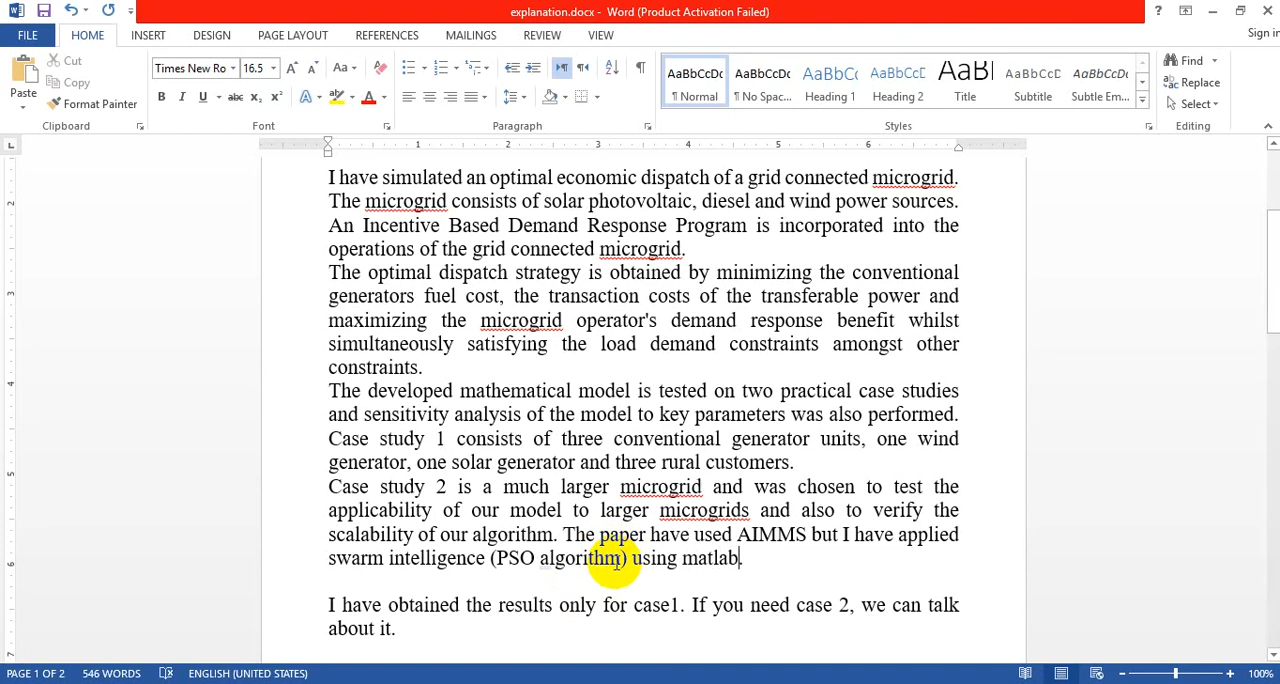 explanation.docx - Word (Product Activation Failed)
FILE HOME INSERT DESIGN PAGE LAYOUT REFERENCES MAILINGS REVIEW VIEW Sign in
Paste Cut Copy Format Painter
Times New Ro 16.5
AaBbCcDc AaBbCcDc AaBbCc AaBbCcC AaBl AaBbCcC AaBbCcDc
¶ Normal ¶ No Spac... Heading 1 Heading 2 Title Subtitle Subtle Em...
Find
Replace
Select
Clipboard Font Paragraph Styles Editing
1 2 3 4 5 6
I have simulated an optimal economic dispatch of a grid connected microgrid.
The microgrid consists of solar photovoltaic, diesel and wind power sources.
An Incentive Based Demand Response Program is incorporated into the
operations of the grid connected microgrid.
The optimal dispatch strategy is obtained by minimizing the conventional
generators fuel cost, the transaction costs of the transferable power and
maximizing the microgrid operator's demand response benefit whilst
simultaneously satisfying the load demand constraints amongst other
constraints.
The developed mathematical model is tested on two practical case studies
and sensitivity analysis of the model to key parameters was also performed.
Case study 1 consists of three conventional generator units, one wind
generator, one solar generator and three rural customers.
Case study 2 is a much larger microgrid and was chosen to test the
applicability of our model to larger microgrids and also to verify the
scalability of our algorithm. The paper have used AIMMS but I have applied
swarm intelligence (PSO algorithm) using matlab.
I have obtained the results only for case1. If you need case 2, we can talk
about it.
PAGE 1 OF 2 546 WORDS ENGLISH (UNITED STATES) 100%